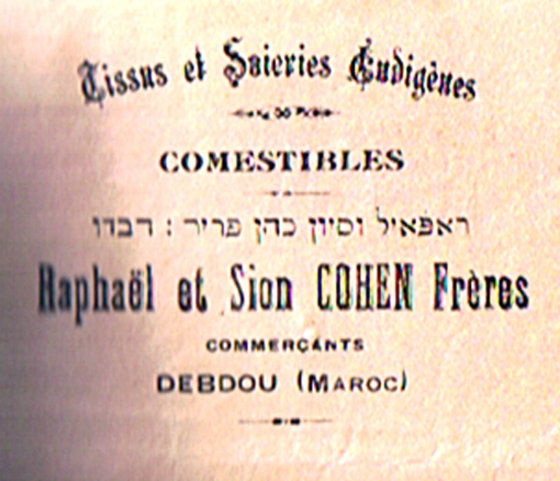 Tissus et Soieries Indigènes
COMESTIBLES
ראפאיל וסיון כהן פריר : דבדו
Raphaël et Sion COHEN Frères
COMMERÇANTS
DEBDOU (MAROC)